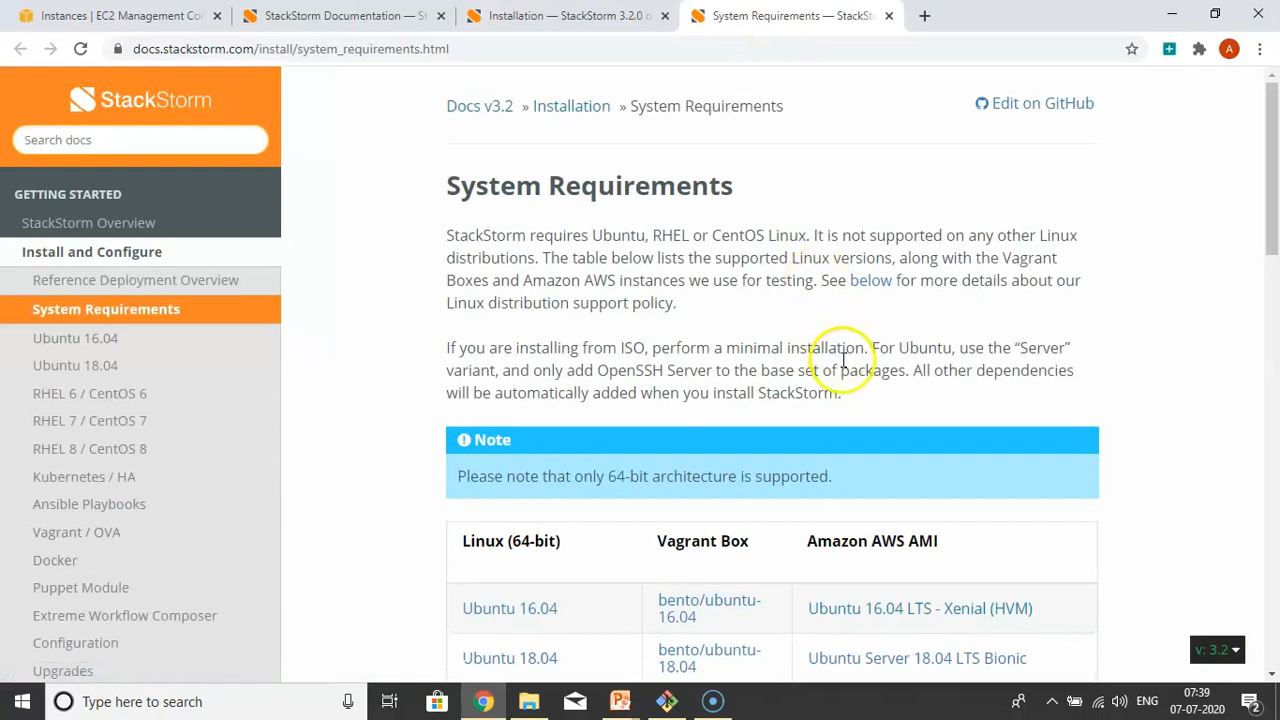 Instances | EC2 Management Con
StackStorm Documentation —
Installation — StackStorm 3.2.0 d
System Requirements — StackSt
docs.stackstorm.com/install/system_requirements.html
A
StackStorm
Search docs
GETTING STARTED
StackStorm Overview
Install and Configure
Reference Deployment Overview
System Requirements
Ubuntu 16.04
Ubuntu 18.04
RHEL 6 / CentOS 6
RHEL 7 / CentOS 7
RHEL 8 / CentOS 8
Kubernetes / HA
Ansible Playbooks
Vagrant / OVA
Docker
Puppet Module
Extreme Workflow Composer
Configuration
Upgrades
Docs v3.2 » Installation » System Requirements
Edit on GitHub
System Requirements
StackStorm requires Ubuntu, RHEL or CentOS Linux. It is not supported on any other Linux
distributions. The table below lists the supported Linux versions, along with the Vagrant
Boxes and Amazon AWS instances we use for testing. See below for more details about our
Linux distribution support policy.
If you are installing from ISO, perform a minimal installation. For Ubuntu, use the “Server”
variant, and only add OpenSSH Server to the base set of packages. All other dependencies
will be automatically added when you install StackStorm.
Note
Please note that only 64-bit architecture is supported.
Linux (64-bit) Vagrant Box Amazon AWS AMI
Ubuntu 16.04 bento/ubuntu- Ubuntu 16.04 LTS - Xenial (HVM)
16.04
Ubuntu 18.04 bento/ubuntu- Ubuntu Server 18.04 LTS Bionic
18.04
v: 3.2
Type here to search
ENG
07:39
07-07-2020
2